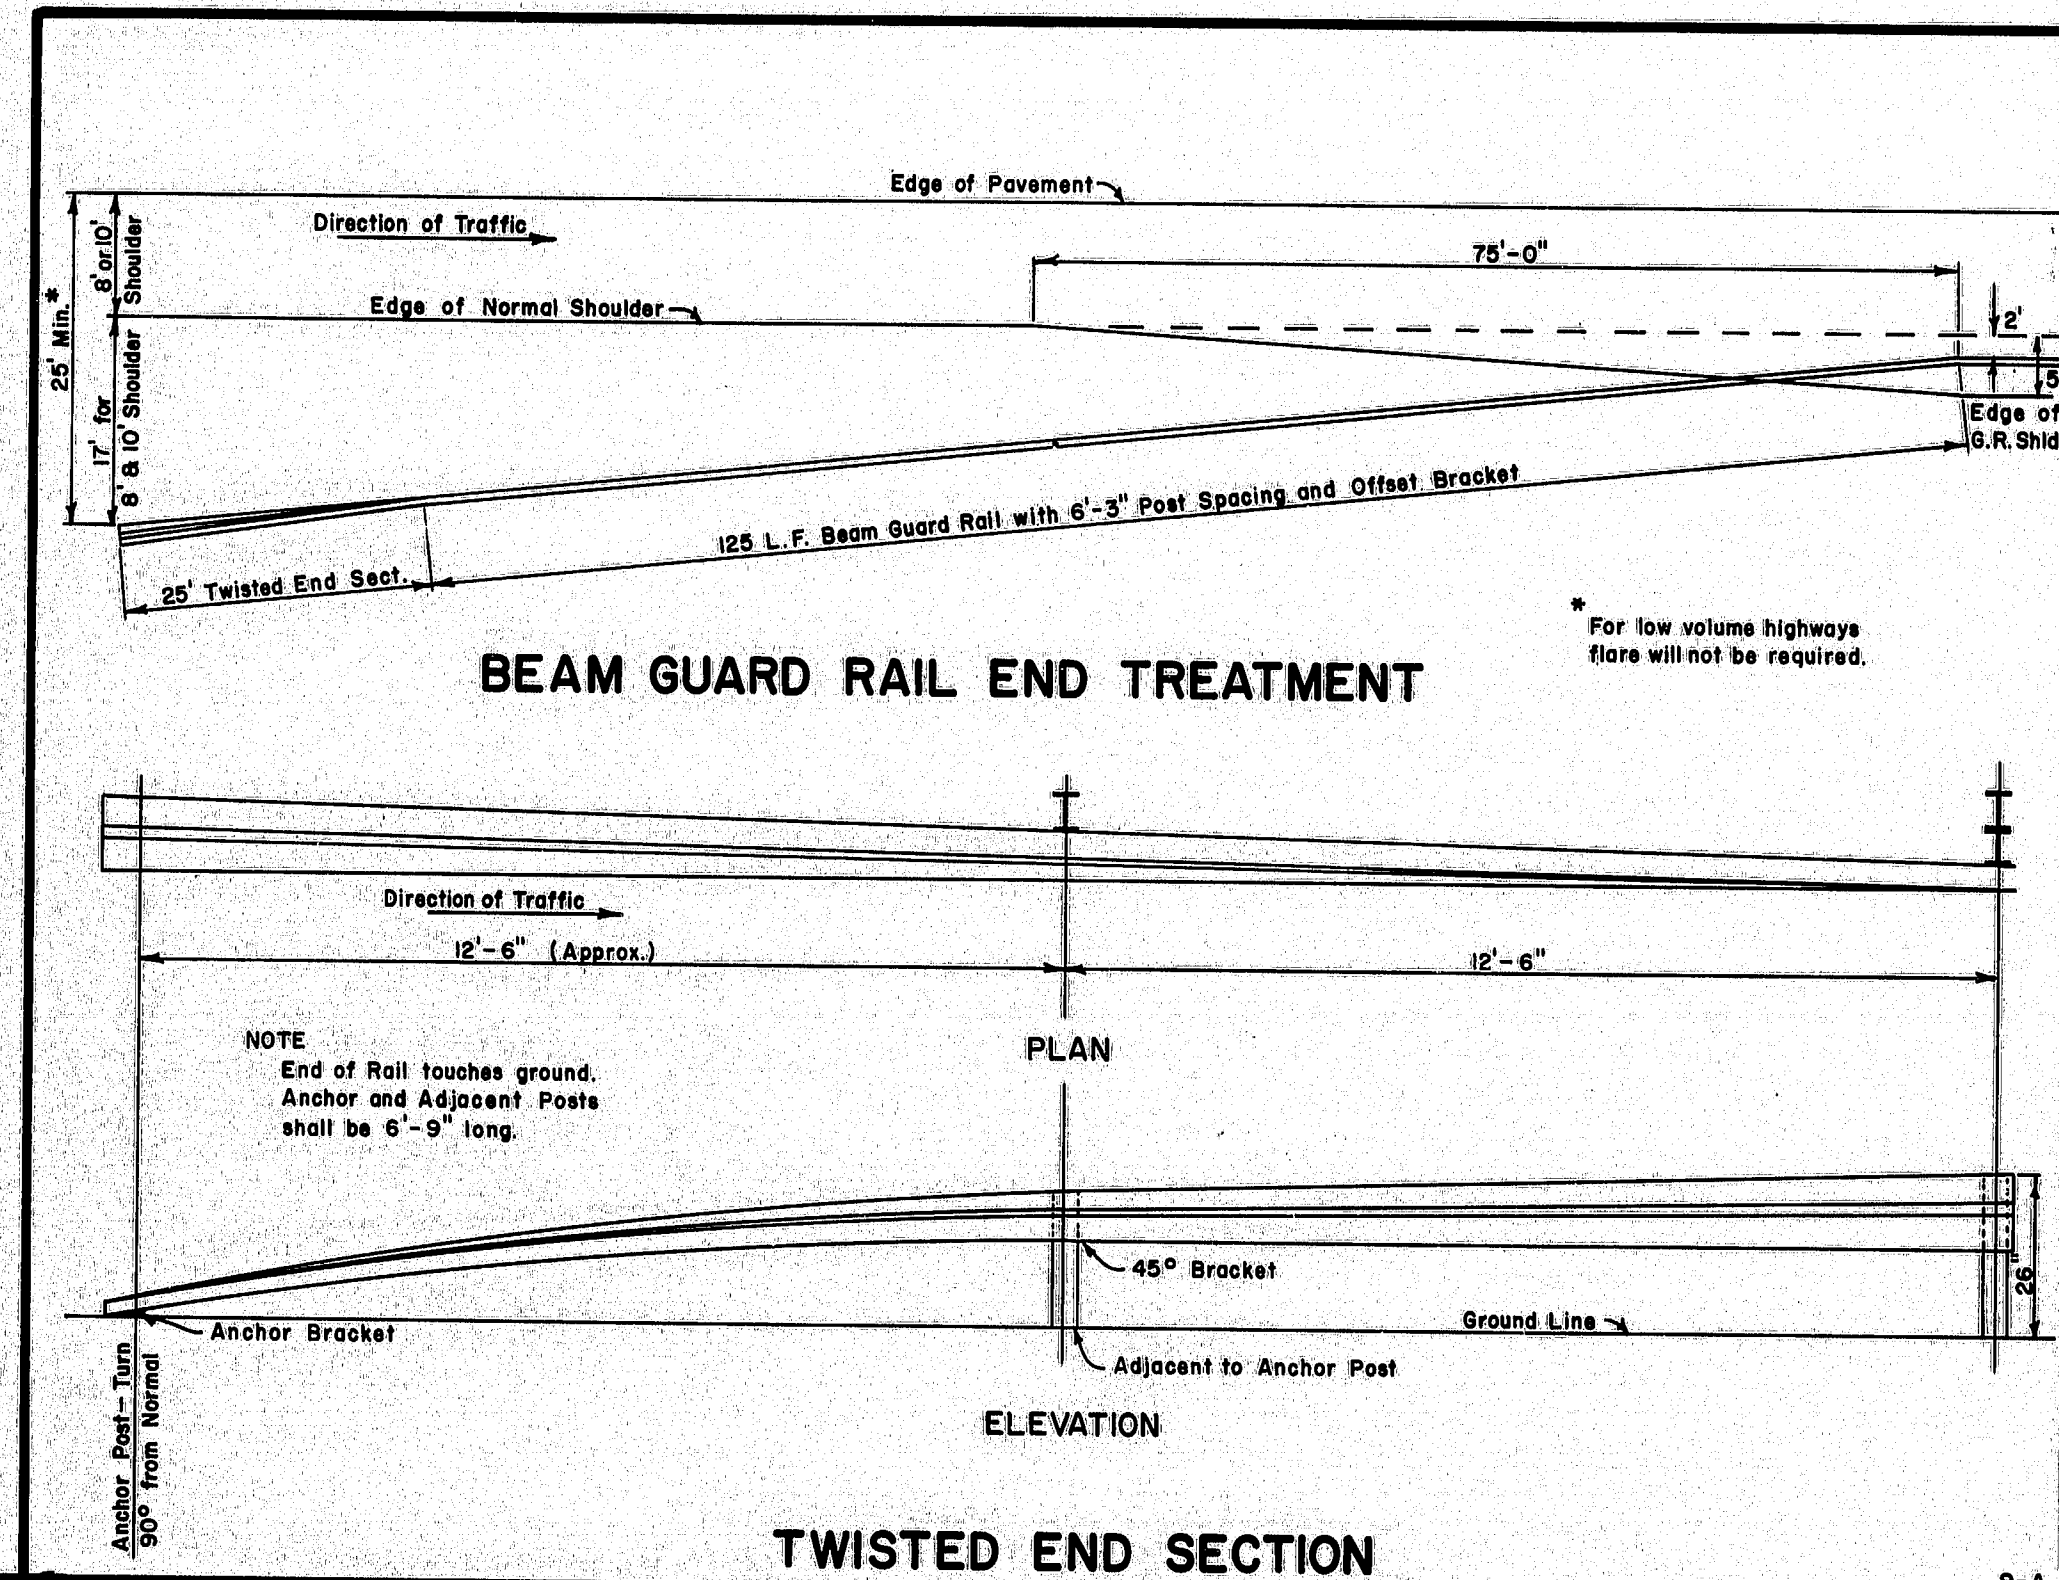 Edge of Pavement
Direction of Traffic
8' or 10'
Shoulder
25' Min.*
75'-0"
Edge of Normal Shoulder
2'
17' for
8' & 10' Shoulder
5
Edge of
G.R. Shld
125 L.F. Beam Guard Rail with 6'-3" Post Spacing and Offset Bracket
25' Twisted End Sect.
*
For low volume highways
flare will not be required.
BEAM GUARD RAIL END TREATMENT
Direction of Traffic
12'-6" (Approx.)
12'-6"
NOTE
End of Rail touches ground.
Anchor and Adjacent Posts
shall be 6'-9" long.
PLAN
45° Bracket
26"
Ground Line
Anchor Bracket
Adjacent to Anchor Post
Anchor Post-Turn
90° from Normal
ELEVATION
TWISTED END SECTION